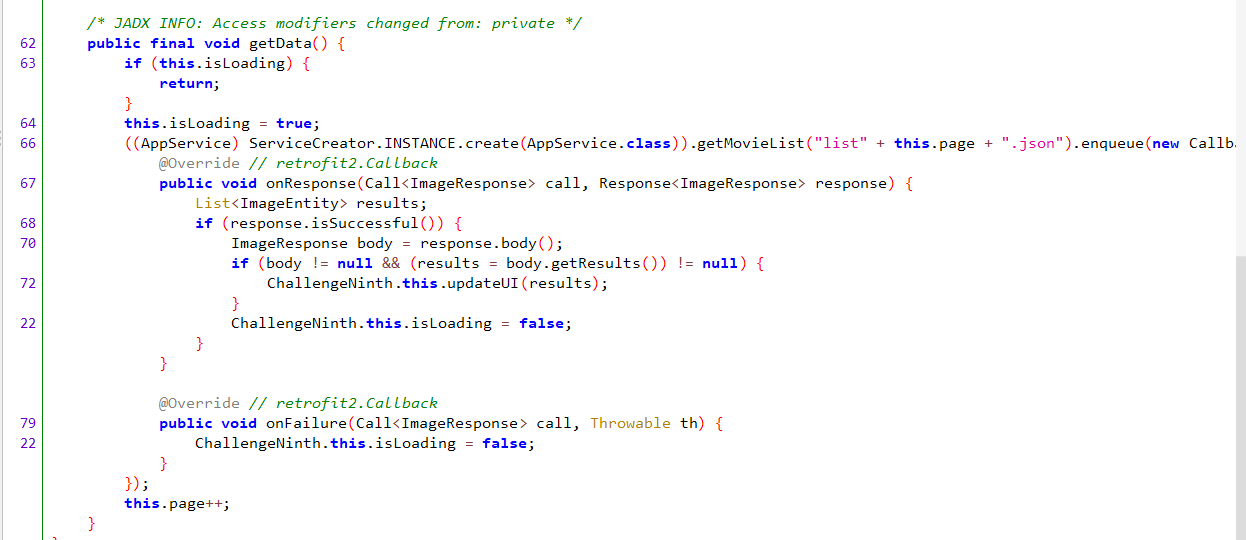 /* JADX INFO: Access modifiers changed from: private */
62 public final void getData() {
63 if (this.isLoading) {
return;
}
64 this.isLoading = true;
66 ((AppService) ServiceCreator.INSTANCE.create(AppService.class)).getMovieList("list" + this.page + ".json").enqueue(new Callb
@Override // retrofit2.Callback
67 public void onResponse(Call<ImageResponse> call, Response<ImageResponse> response) {
List<ImageEntity> results;
68 if (response.isSuccessful()) {
70 ImageResponse body = response.body();
if (body != null && (results = body.getResults()) != null) {
72 ChallengeNinth.this.updateUI(results);
}
22 ChallengeNinth.this.isLoading = false;
}
}
@Override // retrofit2.Callback
79 public void onFailure(Call<ImageResponse> call, Throwable th) {
22 ChallengeNinth.this.isLoading = false;
}
});
this.page++;
}